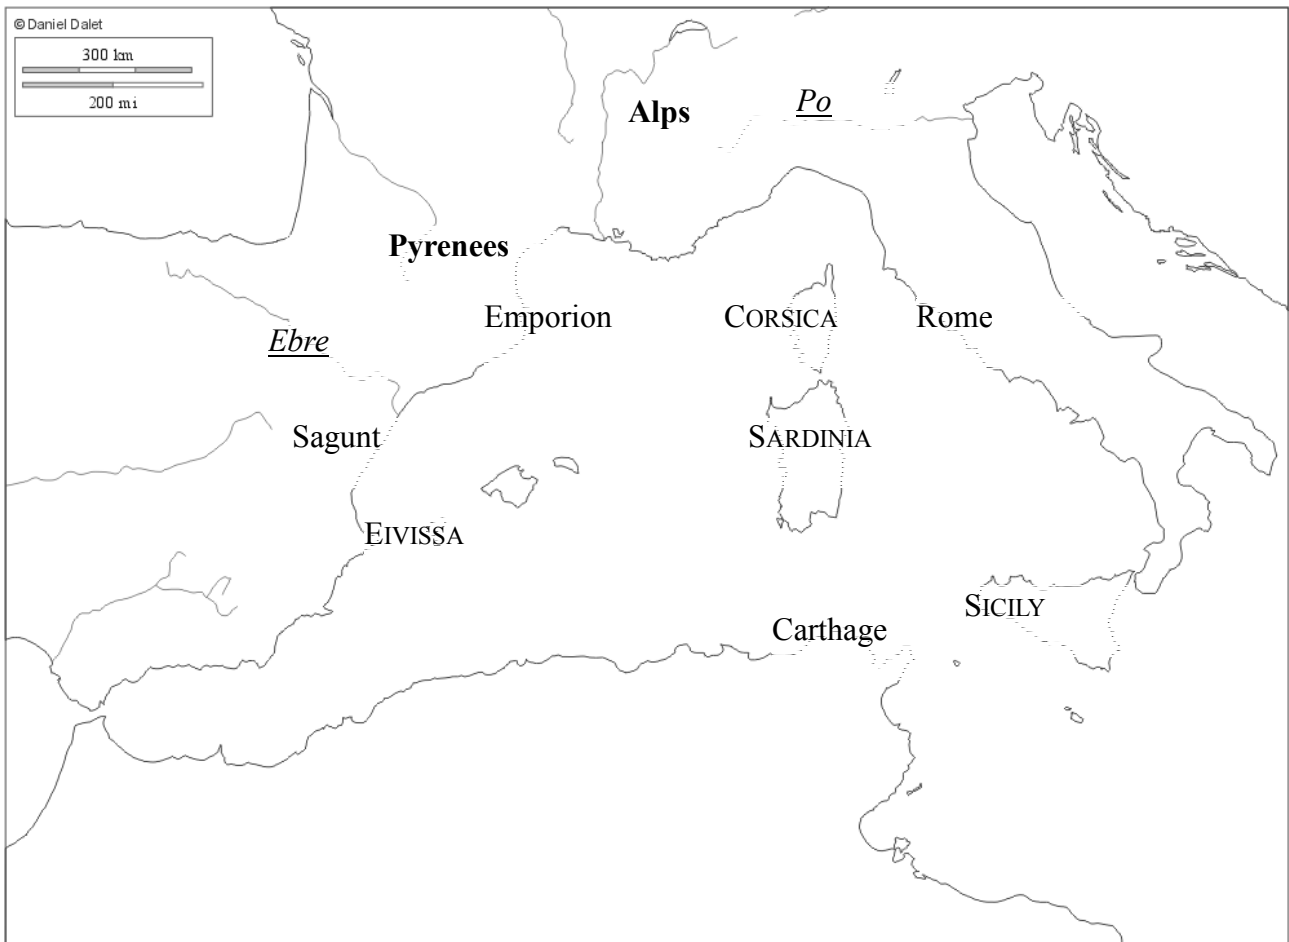 © Daniel Dalet
300 km
200 mi
Alps
Po
Pyrenees
Emporion
CORSICA
Rome
Ebre
Sagunt
SARDINIA
EIVISSA
SICILY
Carthage